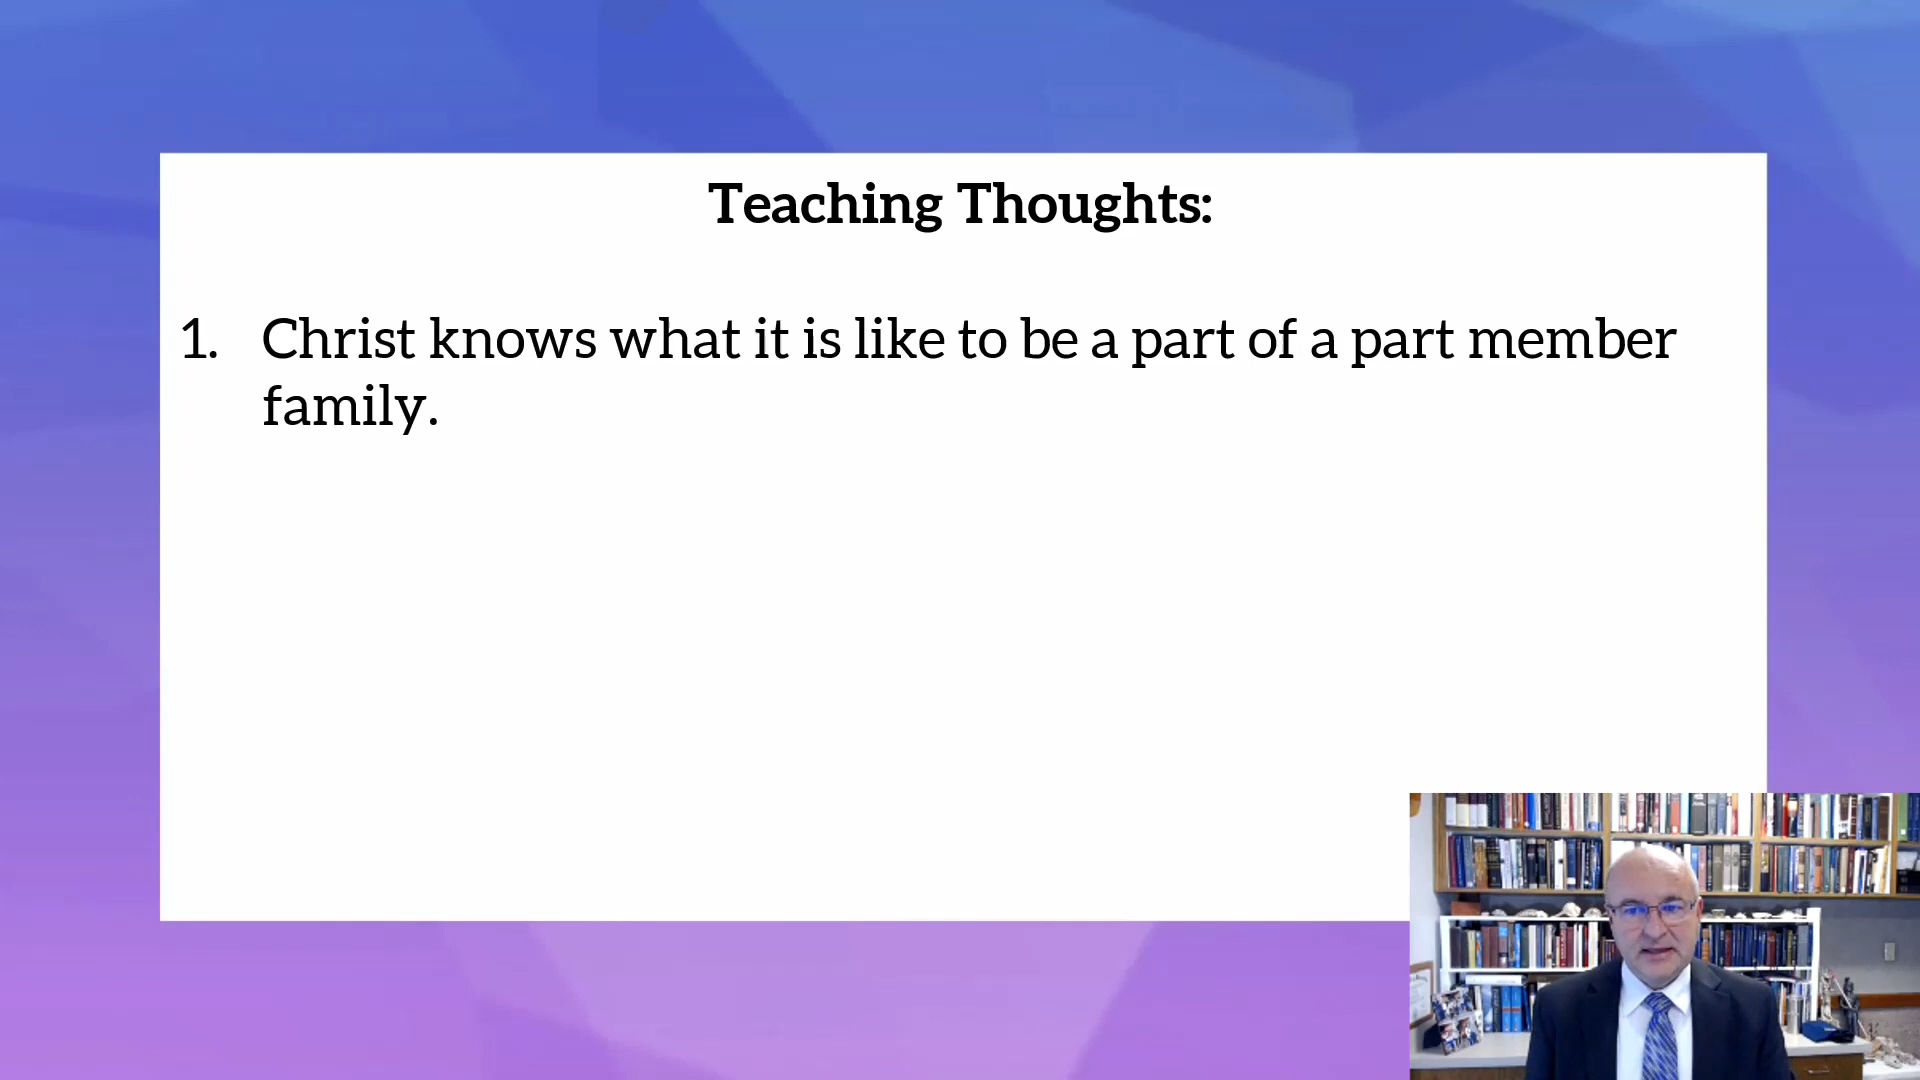 Teaching Thoughts:
1. Christ knows what it is like to be a part of a part member
family.